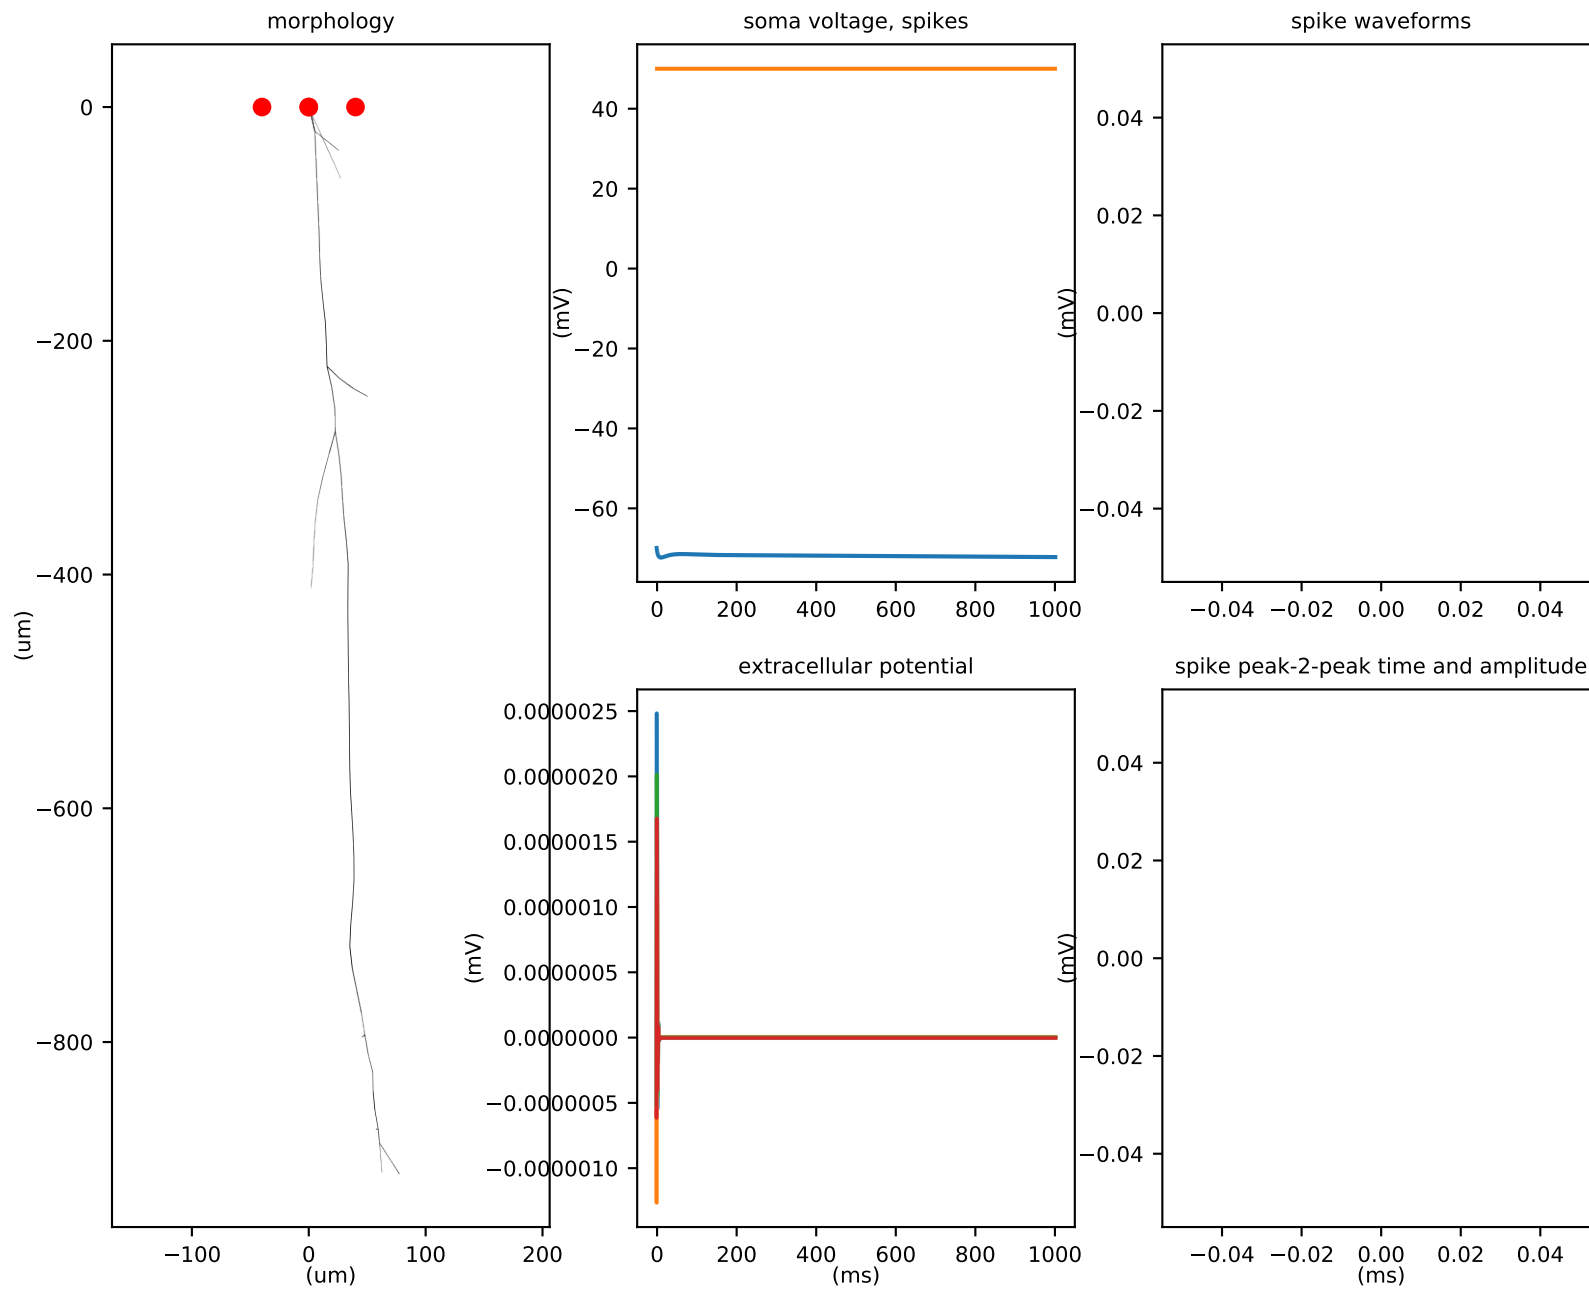 morphology
0
−200
−400
−600
−800
(um)
−100 0 100 200
(um)
soma voltage, spikes
40
20
0
−20
−40
−60
(mV)
0 200 400 600 800 1000
spike waveforms
0.04
0.02
0.00
−0.02
−0.04
(mV)
−0.04 −0.02 0.00 0.02 0.04
extracellular potential
0.0000025
0.0000020
0.0000015
0.0000010
0.0000005
0.0000000
−0.0000005
−0.0000010
(mV)
0 200 400 600 800 1000
(ms)
spike peak-2-peak time and amplitude
0.04
0.02
0.00
−0.02
−0.04
(mV)
−0.04 −0.02 0.00 0.02 0.04
(ms)